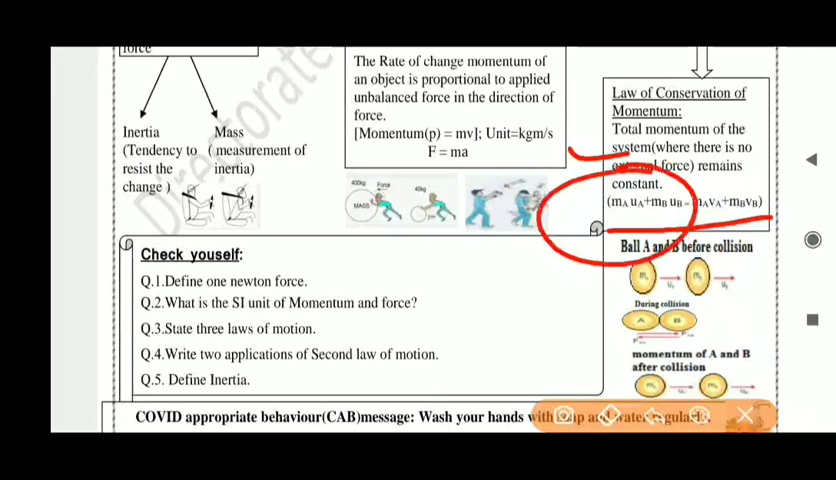 force
Inertia
(Tendency to
resist the
change )
Mass
( measurement of
inertia)
The Rate of change momentum of
an object is proportional to applied
unbalanced force in the direction of
force.
[Momentum(p) = mv]; Unit=kgm/s
F = ma
400kg
Force
40kg
MASS
Law of Conservation of
Momentum:
Total momentum of the
system(where there is no
force) remains
constant.
(mA uA+mB uB = mAvA+mBvB)
Directorate
Check youself:
Q.1.Define one newton force.
Q.2.What is the SI unit of Momentum and force?
Q.3.State three laws of motion.
Q.4.Write two applications of Second law of motion.
Q.5. Define Inertia.
Ball A and B before collision
During collision
A B
momentum of A and B
after collision
COVID appropriate behaviour(CAB)message: Wash your hands with soap and water regularly.